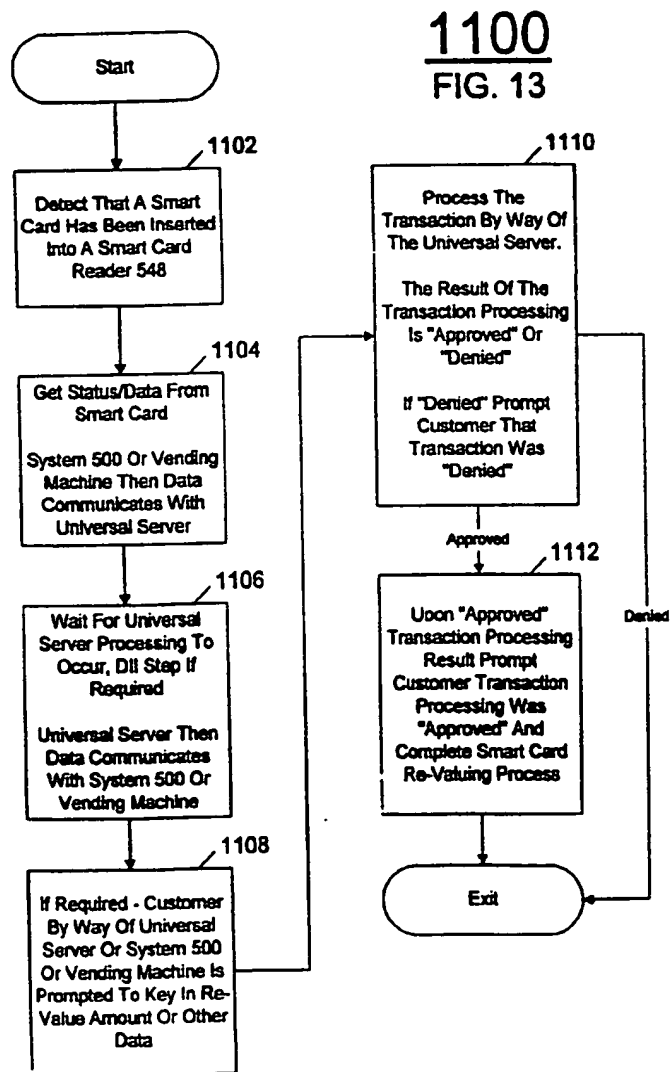 1100
FIG. 13
Start
1102
Detect That A Smart
Card Has Been Inserted
Into A Smart Card
Reader 548
1104
Get Status/Data From
Smart Card
System 500 Or Vending
Machine Then Data
Communicates With
Universal Server
1106
Wait For Universal
Server Processing To
Occur, DII Step If
Required
Universal Server Then
Data Communicates
With System 500 Or
Vending Machine
1108
If Required - Customer
By Way Of Universal
Server Or System 500
Or Vending Machine Is
Prompted To Key In Re-
Value Amount Or Other
Data
1110
Process The
Transaction By Way Of
The Universal Server.
The Result Of The
Transaction Processing
Is "Approved" Or
"Denied"
If "Denied" Prompt
Customer That
Transaction Was
"Denied"
Approved
Denied
1112
Upon "Approved"
Transaction Processing
Result Prompt
Customer Transaction
Processing Was
"Approved" And
Complete Smart Card
Re-Valuing Process
Exit